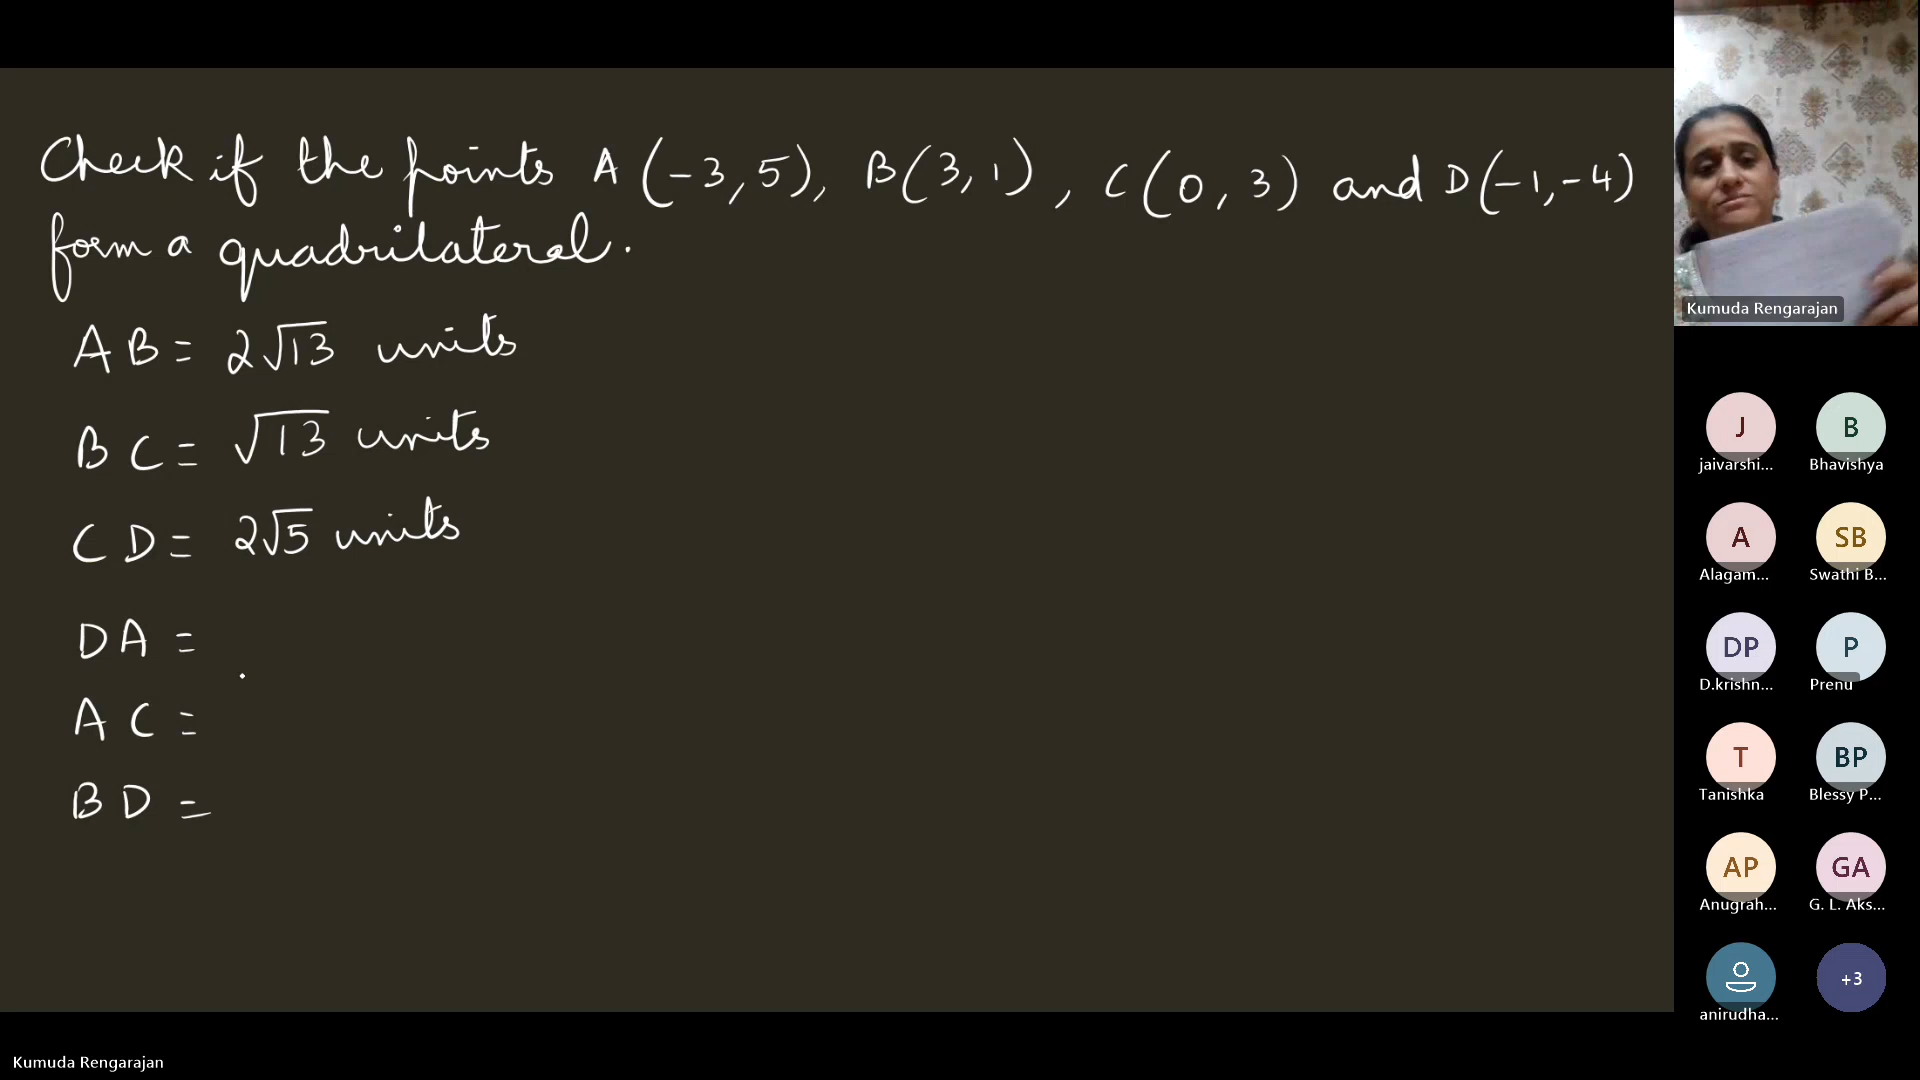 Check if the points A (-3, 5), B(3, 1), C(0, 3) and D(-1, -4)
form a quadrilateral.
AB = 2√13 units
BC = √13 units
CD = 2√5 units
DA =
AC =
BD =
Kumuda Rengarajan
J
jaivarshi...
B
Bhavishya
A
Alagam...
SB
Swathi B...
DP
D.krishn...
P
Prenu
T
Tanishka
BP
Blessy P...
AP
Anugrah...
GA
G. L. Aks...
anirudha...
+3
Kumuda Rengarajan